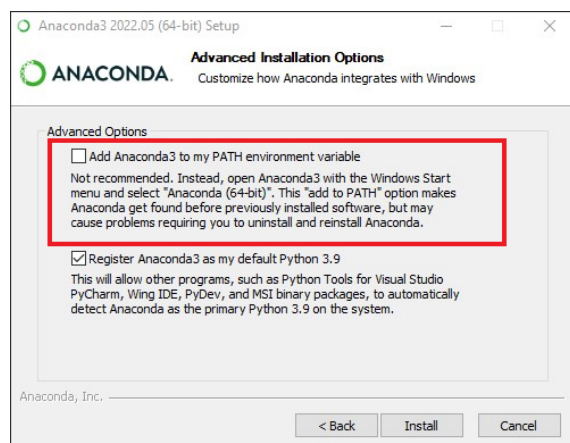 Anaconda3 2022.05 (64-bit) Setup
Advanced Installation Options
ANACONDA.
Customize how Anaconda integrates with Windows
Advanced Options
Add Anaconda3 to my PATH environment variable
Not recommended. Instead, open Anaconda3 with the Windows Start
menu and select "Anaconda (64-bit)". This "add to PATH" option makes
Anaconda get found before previously installed software, but may
cause problems requiring you to uninstall and reinstall Anaconda.
Register Anaconda3 as my default Python 3.9
This will allow other programs, such as Python Tools for Visual Studio
PyCharm, Wing IDE, PyDev, and MSI binary packages, to automatically
detect Anaconda as the primary Python 3.9 on the system.
Anaconda, Inc.
< Back Install Cancel